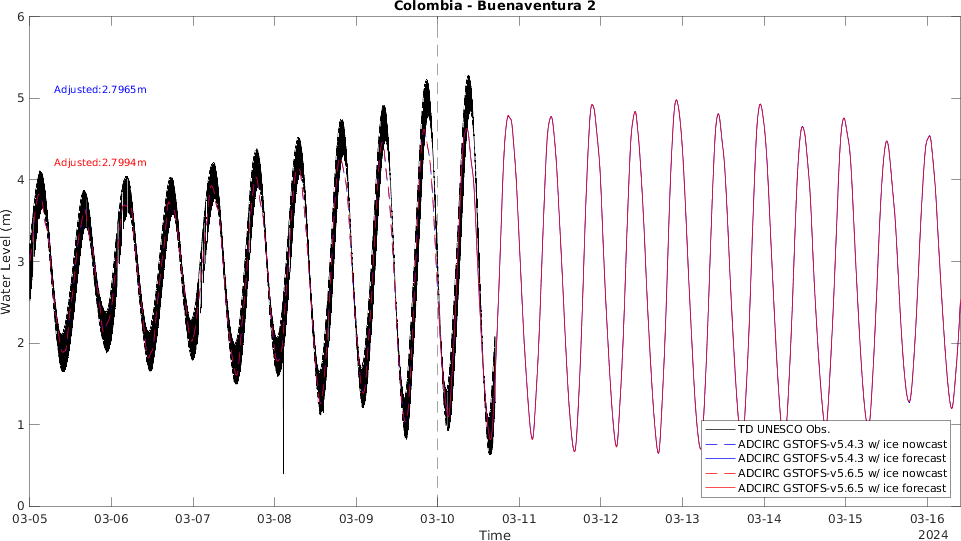 Colombia - Buenaventura 2
6
5
4
3
2
1
0
Water Level (m)
Adjusted:2.7965m
Adjusted:2.7994m
TD UNESCO Obs.
ADCIRC GSTOFS-v5.4.3 w/ ice nowcast
ADCIRC GSTOFS-v5.4.3 w/ ice forecast
ADCIRC GSTOFS-v5.6.5 w/ ice nowcast
ADCIRC GSTOFS-v5.6.5 w/ ice forecast
03-05 03-06 03-07 03-08 03-09 03-10 03-11 03-12 03-13 03-14 03-15 03-16
Time
2024